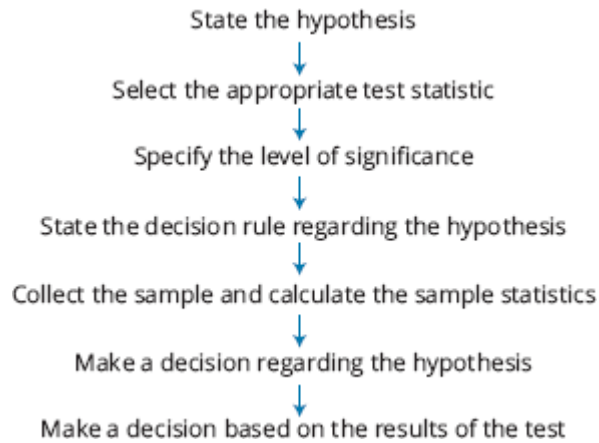 State the hypothesis
Select the appropriate test statistic
Specify the level of significance
State the decision rule regarding the hypothesis
Collect the sample and calculate the sample statistics
Make a decision regarding the hypothesis
Make a decision based on the results of the test